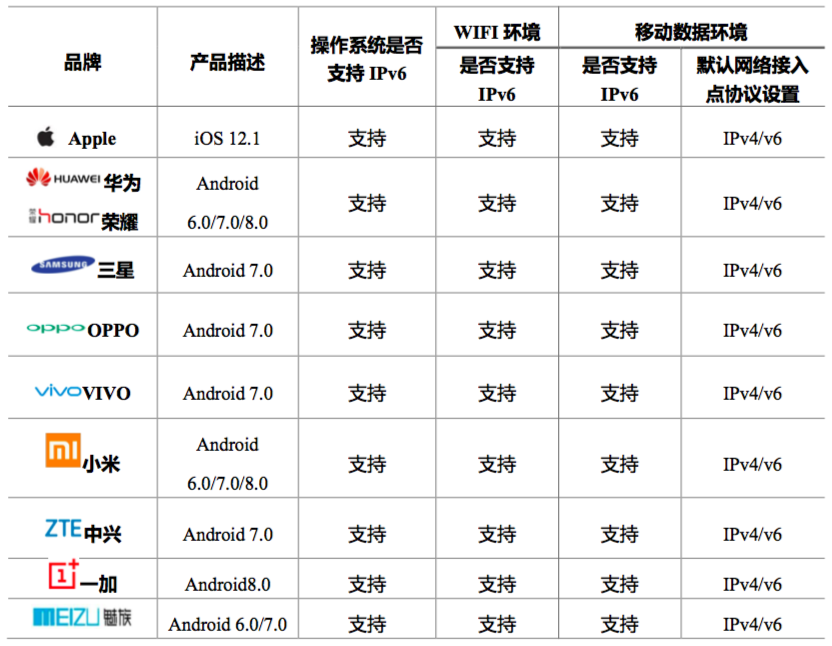 品牌 产品描述 操作系统是否支持 IPv6 WIFI 环境 移动数据环境
是否支持 IPv6 是否支持 IPv6 默认网络接入点协议设置
Apple iOS 12.1 支持 支持 支持 IPv4/v6
HUAWEI 华为 Android
荣耀 honor 荣耀 6.0/7.0/8.0 支持 支持 支持 IPv4/v6
SAMSUNG 三星 Android 7.0 支持 支持 支持 IPv4/v6
oppo OPPO Android 7.0 支持 支持 支持 IPv4/v6
vivo VIVO Android 7.0 支持 支持 支持 IPv4/v6
mi 小米 Android
6.0/7.0/8.0 支持 支持 支持 IPv4/v6
ZTE 中兴 Android 7.0 支持 支持 支持 IPv4/v6
1+ 一加 Android8.0 支持 支持 支持 IPv4/v6
MEIZU 魅族 Android 6.0/7.0 支持 支持 支持 IPv4/v6